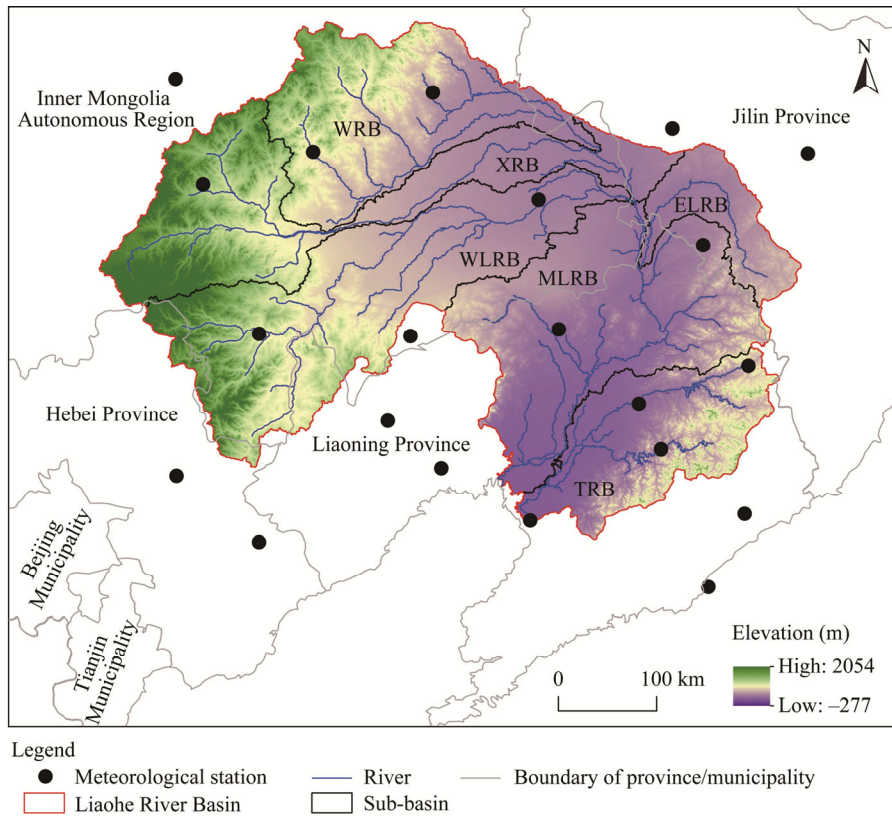 N
Inner Mongolia
Autonomous Region
Jilin Province
WRB
XRB
ELRB
WLRB
MLRB
Hebei Province
Liaoning Province
TRB
Beijing
Municipality
Tianjin
Municipality
Elevation (m)
High: 2054
Low: –277
0 100 km
Legend
Meteorological station
River
Boundary of province/municipality
Liaohe River Basin
Sub-basin